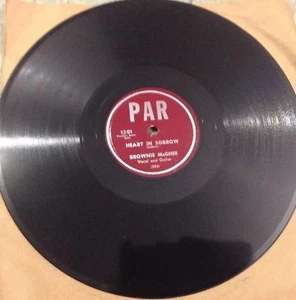 PAR
1301
HEART IN SORROW
BROWNIE McGHEE
Vocal and Guitar